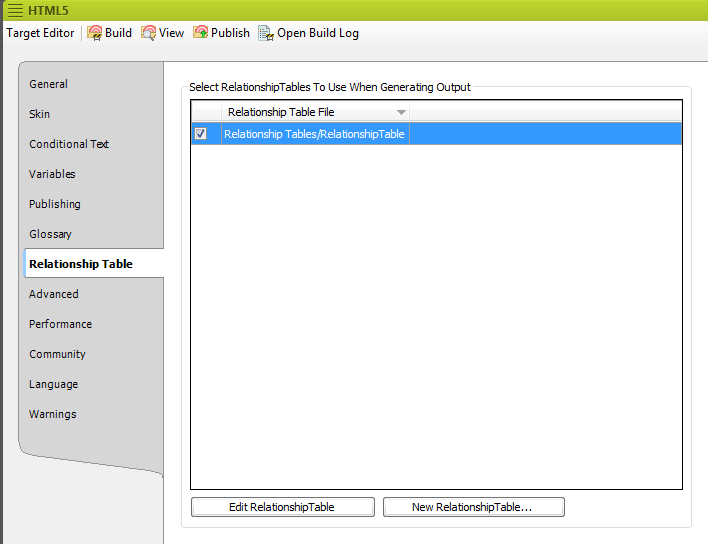 HTML5
Target Editor Build View Publish Open Build Log
General
Skin
Conditional Text
Variables
Publishing
Glossary
Relationship Table
Advanced
Performance
Community
Language
Warnings
Select RelationshipTables To Use When Generating Output
Relationship Table File
Relationship Tables/RelationshipTable
Edit RelationshipTable New RelationshipTable...